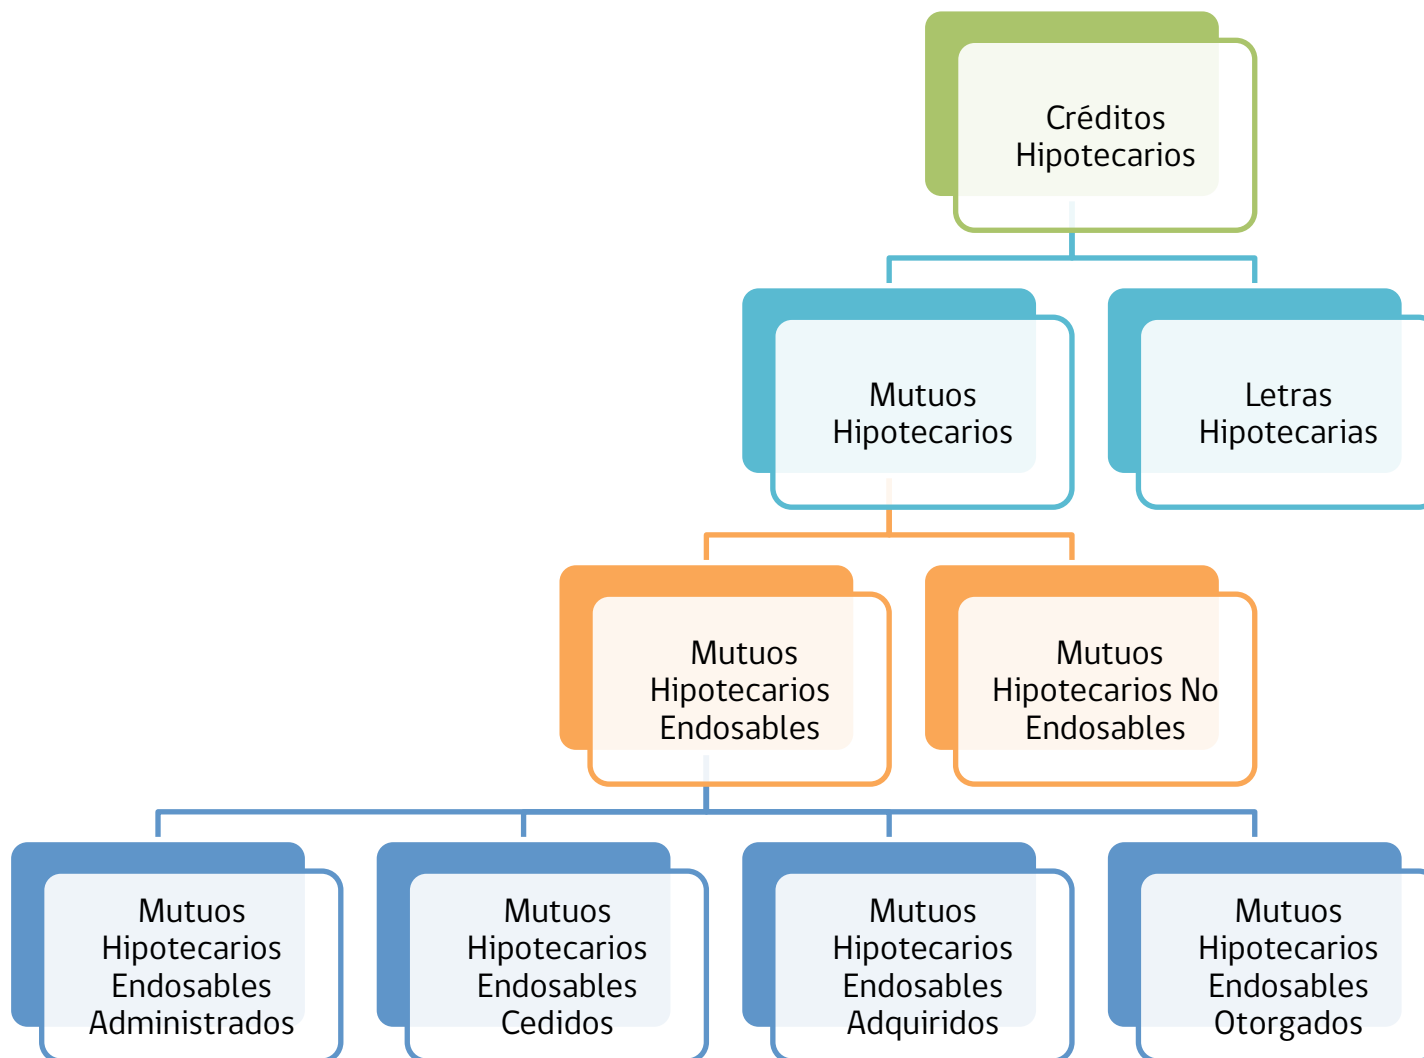 Créditos
Hipotecarios
Mutuos
Hipotecarios
Letras
Hipotecarias
Mutuos
Hipotecarios
Endosables
Mutuos
Hipotecarios No
Endosables
Mutuos
Hipotecarios
Endosables
Administrados
Mutuos
Hipotecarios
Endosables
Cedidos
Mutuos
Hipotecarios
Endosables
Adquiridos
Mutuos
Hipotecarios
Endosables
Otorgados